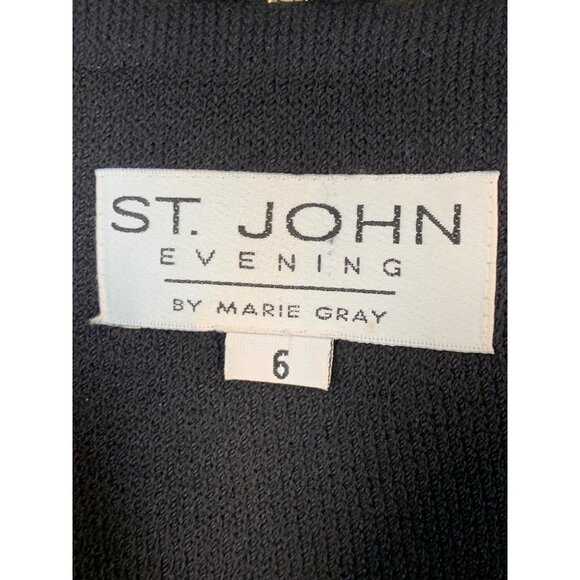 ST. JOHN
EVENING
BY MARIE GRAY
6